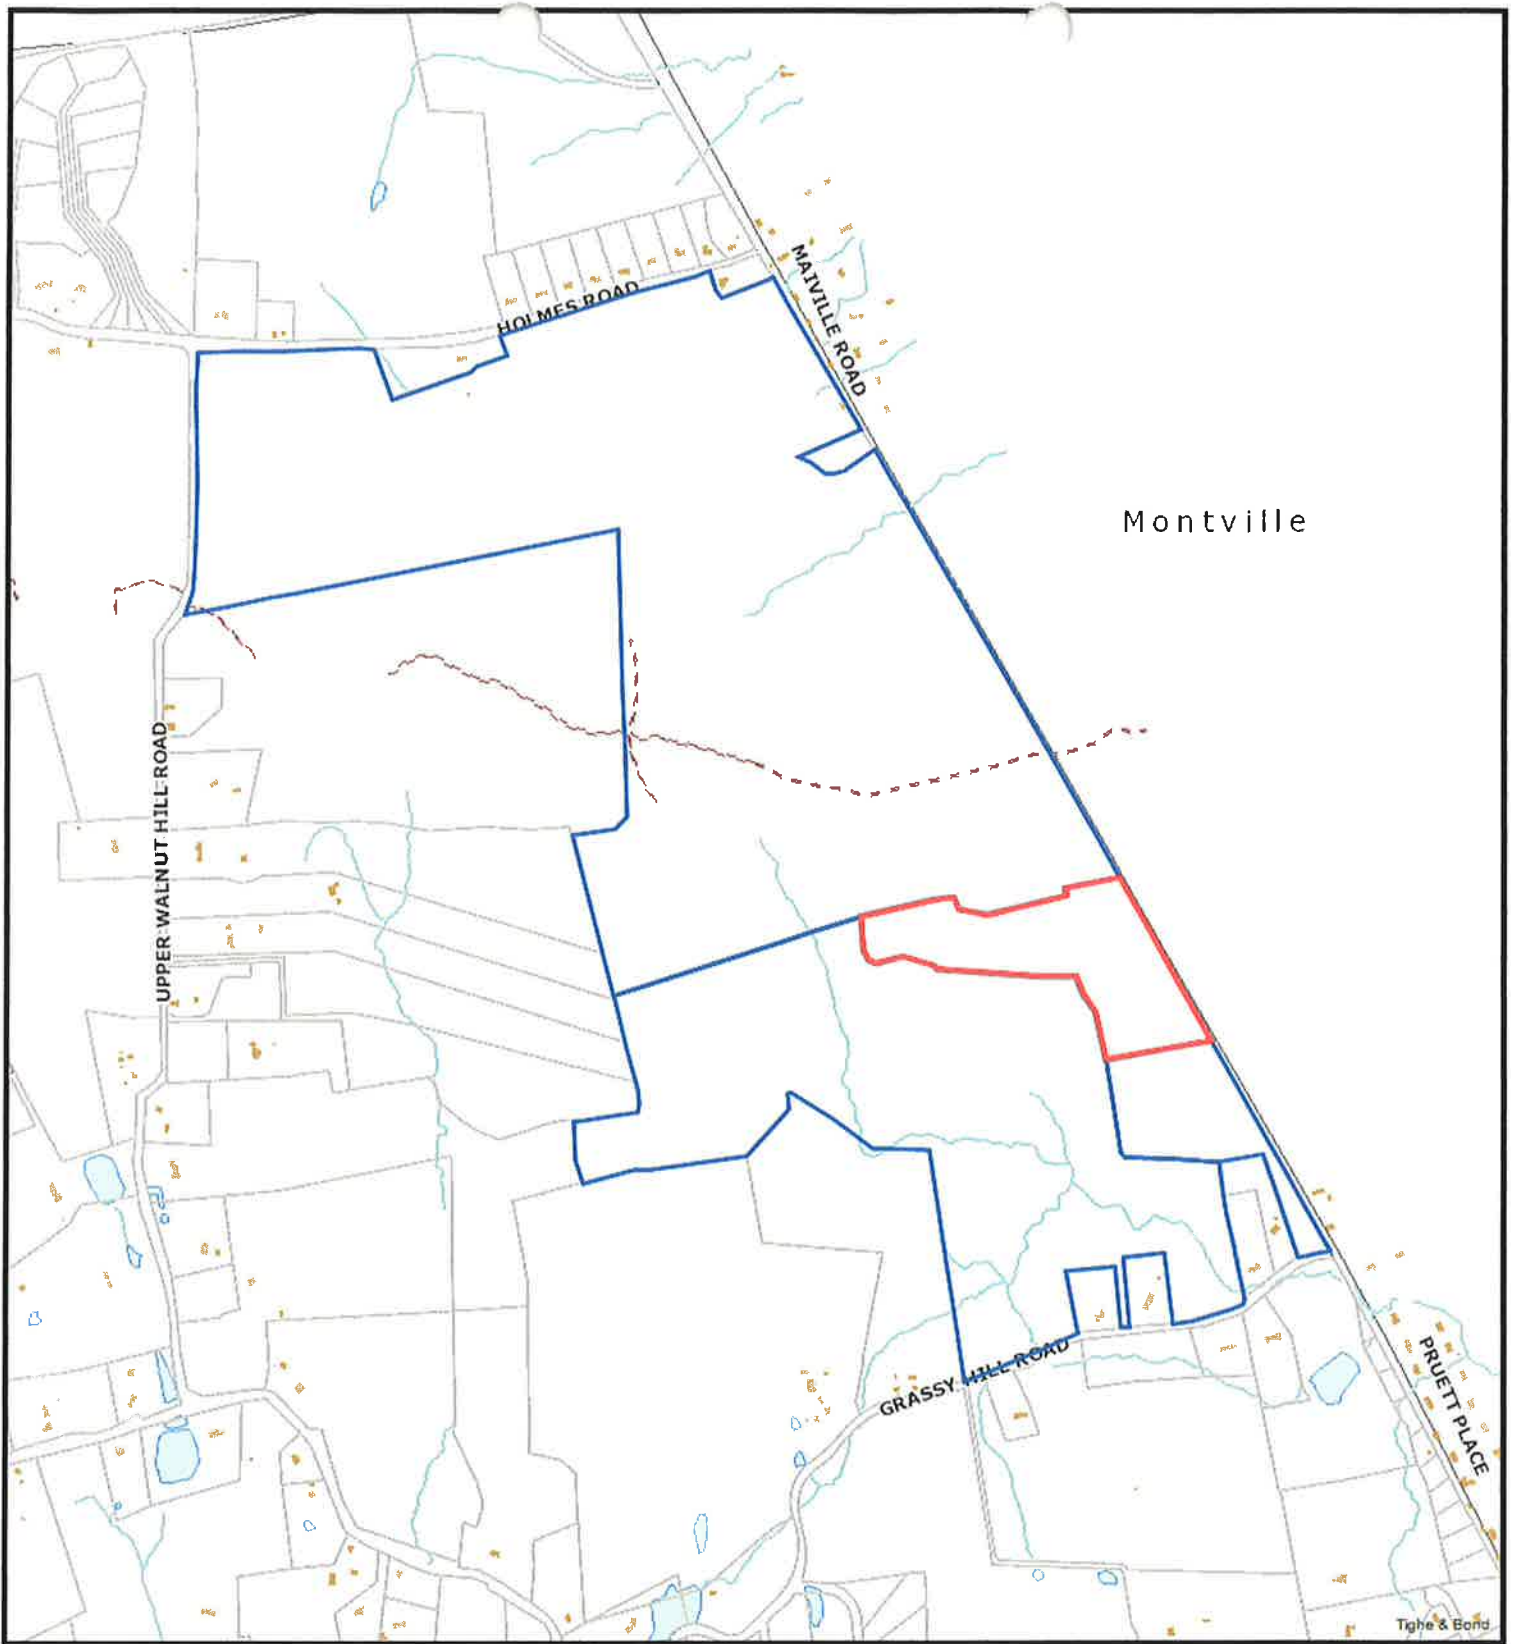 HOLMES ROAD
MAIVILLE ROAD
Montville
UPPER WALNUT HILL ROAD
GRASSY HILL ROAD
PRUETT PLACE
Tighe & Bond